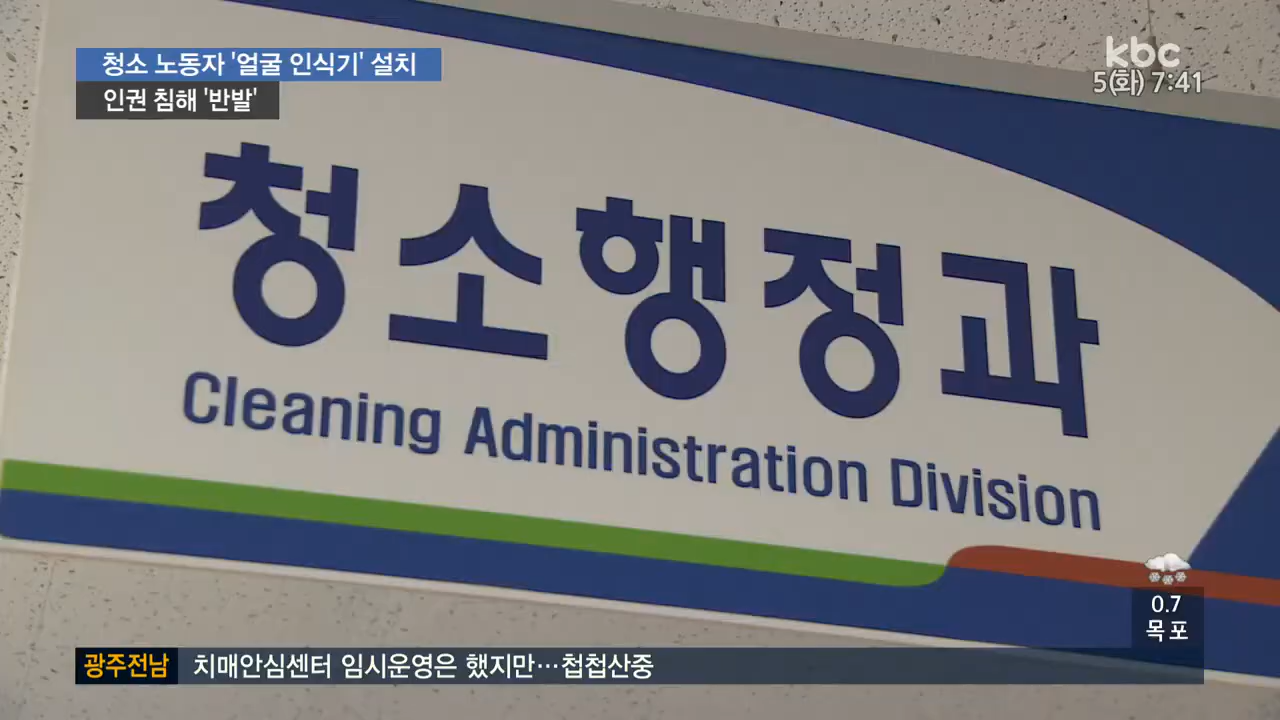 청소 노동자 '얼굴 인식기' 설치
인권 침해 '반발'
kbc
5(화) 7:41
청소행정과
Cleaning Administration Division
0.7
목포
광주전남 치매안심센터 임시운영은 했지만…첩첩산중